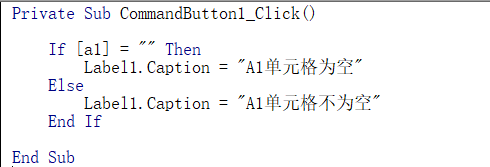 Private Sub CommandButton1_Click()
If [a1] = "" Then
Label1.Caption = "A1单元格为空"
Else
Label1.Caption = "A1单元格不为空"
End If
End Sub